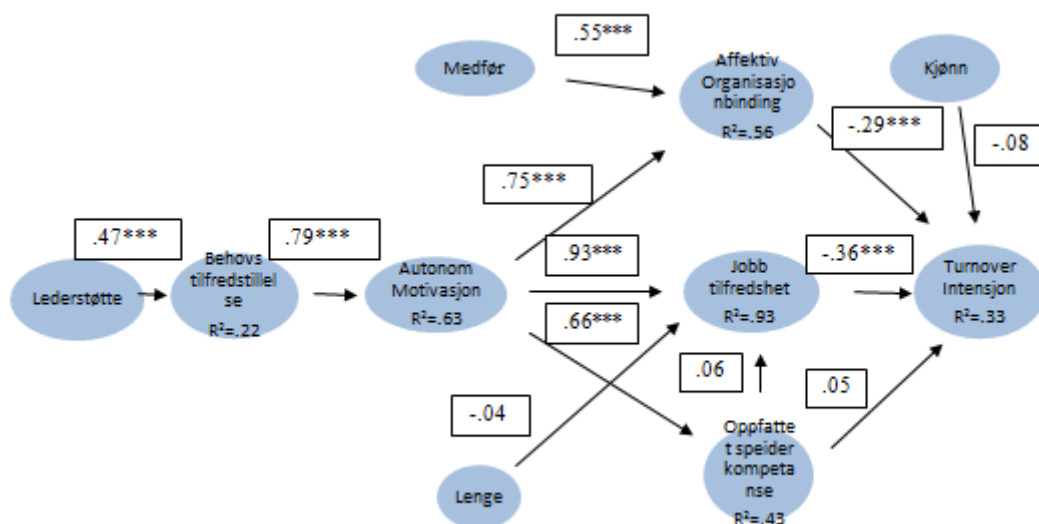 .55***
Medfør
Affektiv
Organisasjo
nbinding
R²=.56
Kjønn
-.29***
-.08
.75***
.47***
.79***
.93***
-.36***
Lederstøtte
Behovs
tilfredstillel
se
R²=.22
Autonom
Motivasjon
R²=.63
Jobb
tilfredshet
R²=.93
Turnover
Intensjon
R²=.33
.66***
.06
.05
-.04
Lenge
Oppfatte
t speider
kompeta
nse
R²=.43